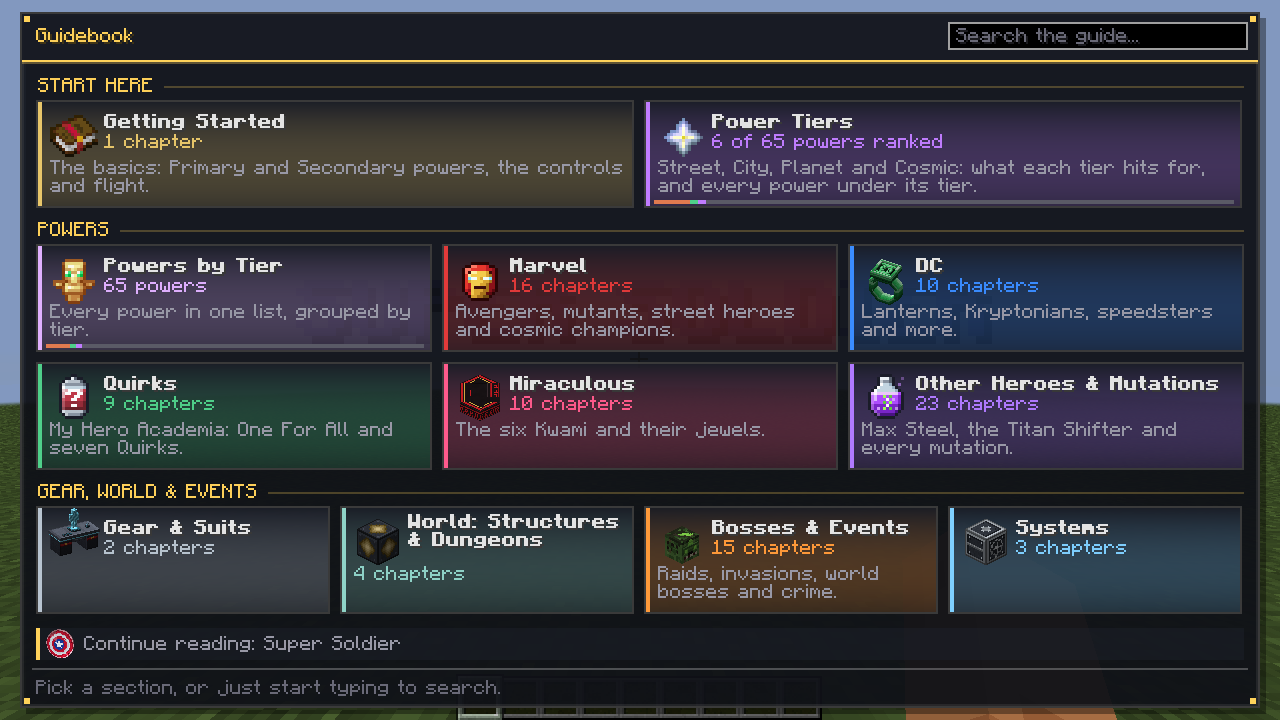 Guidebook
Search the guide...
START HERE
Getting Started
1 chapter
The basics: Primary and Secondary powers, the controls
and flight.
Power Tiers
6 of 65 powers ranked
Street, City, Planet and Cosmic: what each tier hits for,
and every power under its tier.
POWERS
Powers by Tier
65 powers
Every power in one list, grouped by
tier.
Marvel
16 chapters
Avengers, mutants, street heroes
and cosmic champions.
DC
10 chapters
Lanterns, Kryptonians, speedsters
and more.
Quirks
9 chapters
My Hero Academia: One For All and
seven Quirks.
Miraculous
10 chapters
The six Kwami and their jewels.
Other Heroes & Mutations
23 chapters
Max Steel, the Titan Shifter and
every mutation.
GEAR, WORLD & EVENTS
Gear & Suits
2 chapters
World: Structures
& Dungeons
4 chapters
Bosses & Events
15 chapters
Raids, invasions, world
bosses and crime.
Systems
3 chapters
Continue reading: Super Soldier
Pick a section, or just start typing to search.